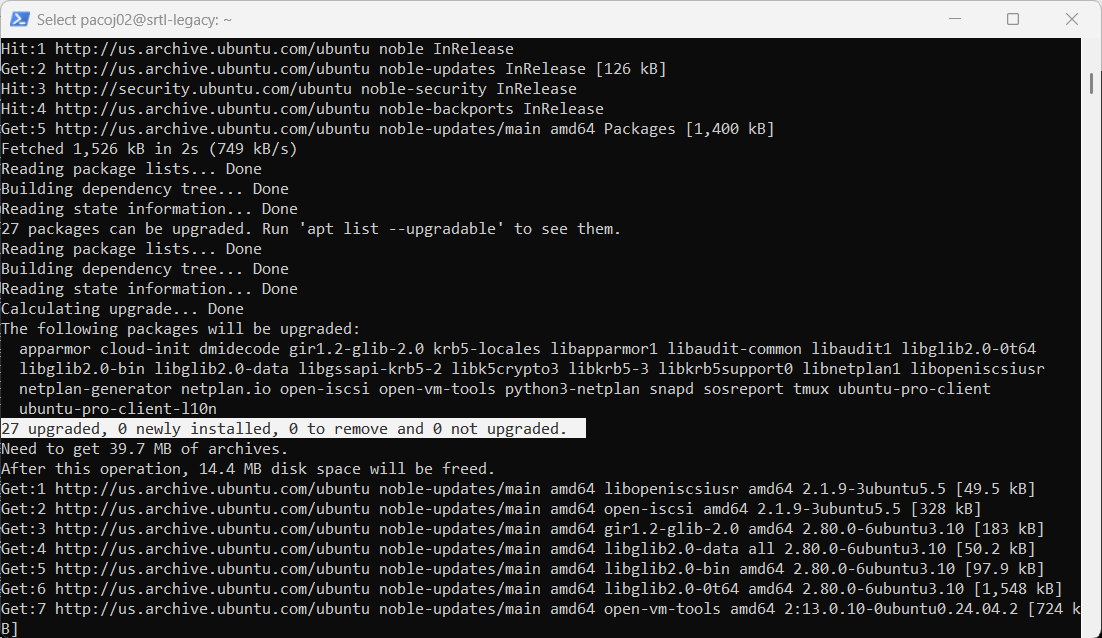 Select pacoj02@srtl-legacy: ~
Hit:1 http://us.archive.ubuntu.com/ubuntu noble InRelease
Get:2 http://us.archive.ubuntu.com/ubuntu noble-updates InRelease [126 kB]
Hit:3 http://security.ubuntu.com/ubuntu noble-security InRelease
Hit:4 http://us.archive.ubuntu.com/ubuntu noble-backports InRelease
Get:5 http://us.archive.ubuntu.com/ubuntu noble-updates/main amd64 Packages [1,400 kB]
Fetched 1,526 kB in 2s (749 kB/s)
Reading package lists... Done
Building dependency tree... Done
Reading state information... Done
27 packages can be upgraded. Run 'apt list --upgradable' to see them.
Reading package lists... Done
Building dependency tree... Done
Reading state information... Done
Calculating upgrade... Done
The following packages will be upgraded:
  apparmor cloud-init dmidecode gir1.2-glib-2.0 krb5-locales libapparmor1 libaudit-common libaudit1 libglib2.0-0t64
  libglib2.0-bin libglib2.0-data libgssapi-krb5-2 libk5crypto3 libkrb5-3 libkrb5support0 libnetplan1 libopeniscsiusr
  netplan-generator netplan.io open-iscsi open-vm-tools python3-netplan snapd sosreport tmux ubuntu-pro-client
  ubuntu-pro-client-l10n
27 upgraded, 0 newly installed, 0 to remove and 0 not upgraded.
Need to get 39.7 MB of archives.
After this operation, 14.4 MB disk space will be freed.
Get:1 http://us.archive.ubuntu.com/ubuntu noble-updates/main amd64 libopeniscsiusr amd64 2.1.9-3ubuntu5.5 [49.5 kB]
Get:2 http://us.archive.ubuntu.com/ubuntu noble-updates/main amd64 open-iscsi amd64 2.1.9-3ubuntu5.5 [328 kB]
Get:3 http://us.archive.ubuntu.com/ubuntu noble-updates/main amd64 gir1.2-glib-2.0 amd64 2.80.0-6ubuntu3.10 [183 kB]
Get:4 http://us.archive.ubuntu.com/ubuntu noble-updates/main amd64 libglib2.0-data all 2.80.0-6ubuntu3.10 [50.2 kB]
Get:5 http://us.archive.ubuntu.com/ubuntu noble-updates/main amd64 libglib2.0-bin amd64 2.80.0-6ubuntu3.10 [97.9 kB]
Get:6 http://us.archive.ubuntu.com/ubuntu noble-updates/main amd64 libglib2.0-0t64 amd64 2.80.0-6ubuntu3.10 [1,548 kB]
Get:7 http://us.archive.ubuntu.com/ubuntu noble-updates/main amd64 open-vm-tools amd64 2:13.0.10-0ubuntu0.24.04.2 [724 k
B]